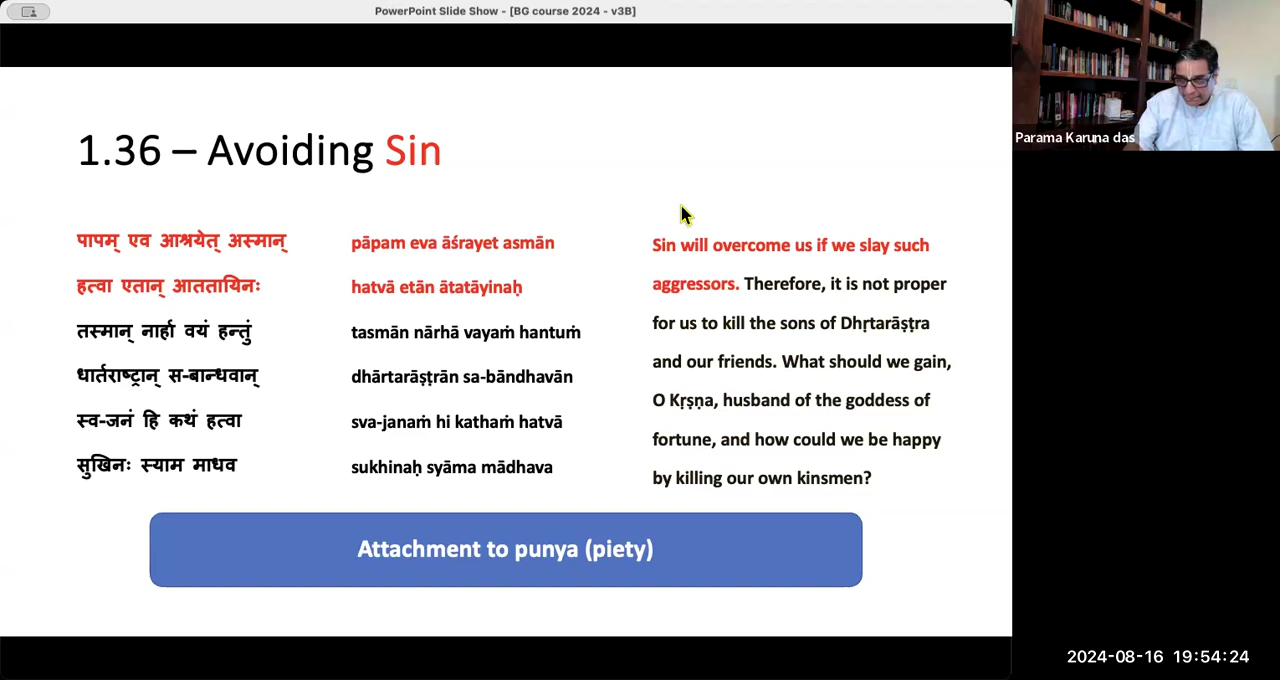 PowerPoint Slide Show - [BG course 2024 - v3B]
Parama Karuna das
1.36 – Avoiding Sin
पापम् एव आश्रयेत् अस्मान्
हत्वा एतान् आततायिनः
तस्मान् नार्हा वयं हन्तुं
धार्तराष्ट्रान् स-बान्धवान्
स्व-जनं हि कथं हत्वा
सुखिनः स्याम माधव
pāpam eva āśrayet asmān
hatvā etān ātatāyinaḥ
tasmān nārhā vayaṁ hantuṁ
dhārtarāṣṭrān sa-bāndhavān
sva-janaṁ hi kathaṁ hatvā
sukhinaḥ syāma mādhava
Sin will overcome us if we slay such
aggressors. Therefore, it is not proper
for us to kill the sons of Dhṛtarāṣṭra
and our friends. What should we gain,
O Kṛṣṇa, husband of the goddess of
fortune, and how could we be happy
by killing our own kinsmen?
Attachment to punya (piety)
2024-08-16 19:54:24